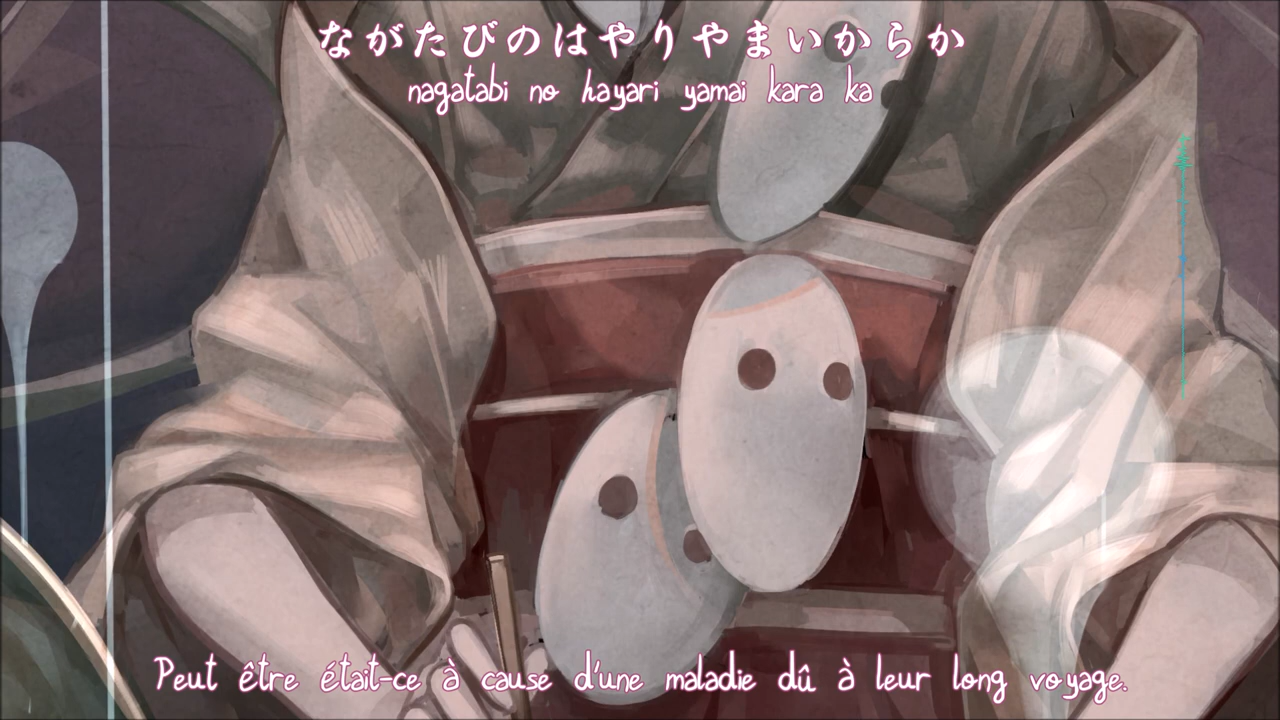 ながたびのはやりやまいからか
nagatabi no hayari yamai kara ka
Peut être était-ce à cause d'une maladie dû à leur long voyage.